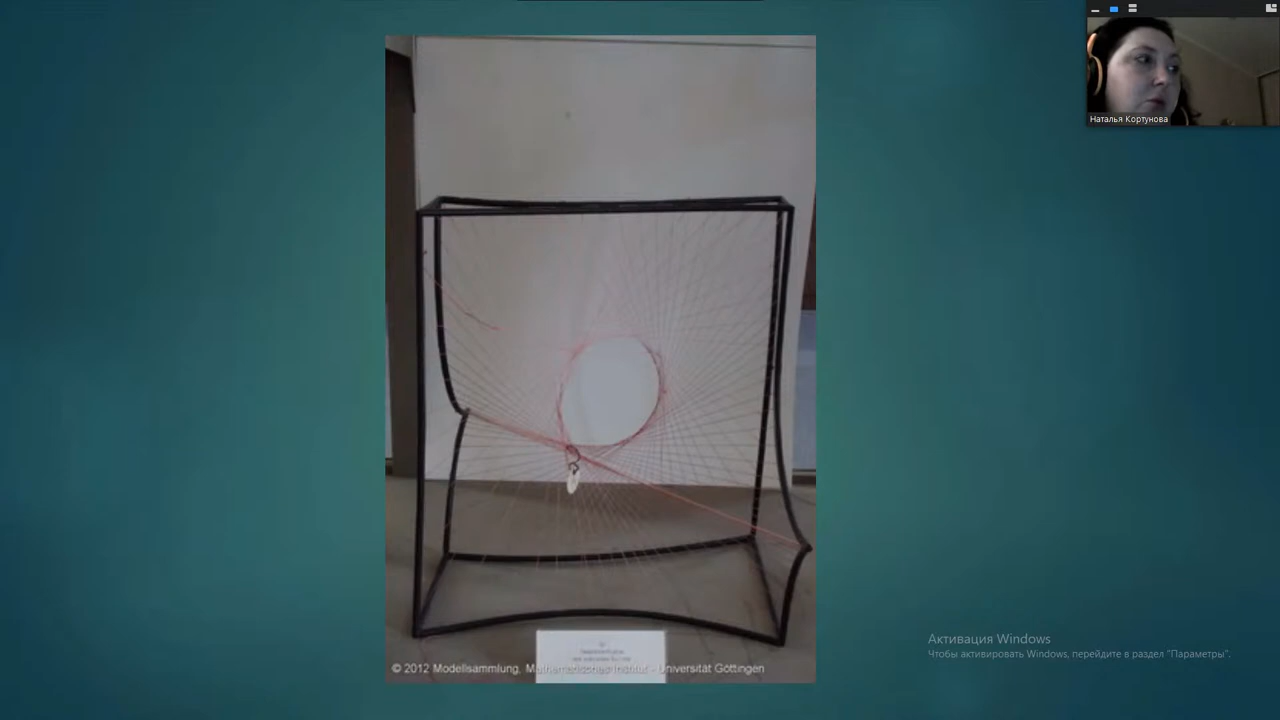 Наталья Кортунова
© 2012 Modellsammlung, Mathematisches Institut - Universität Göttingen
Активация Windows
Чтобы активировать Windows, перейдите в раздел "Параметры".